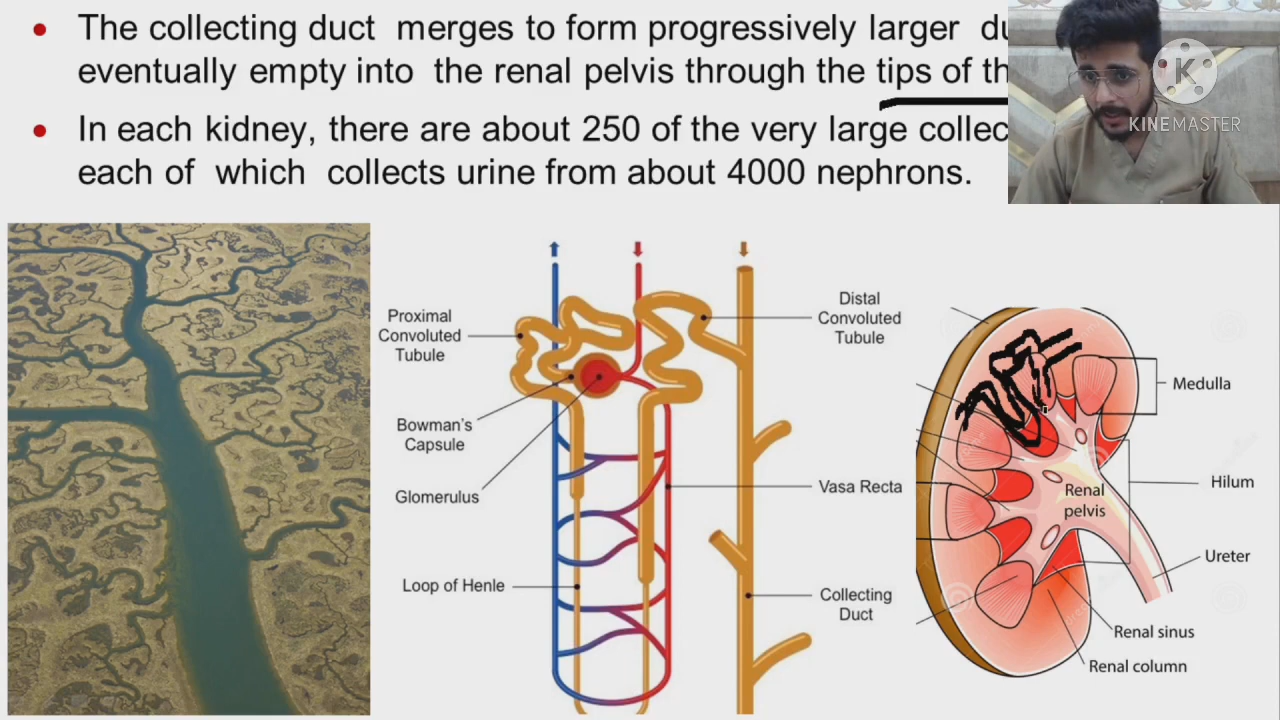 The collecting duct merges to form progressively larger
eventually empty into the renal pelvis through the tips of
In each kidney, there are about 250 of the very large
each of which collects urine from about 4000 nephrons.
K
KINEMASTER
Proximal
Convoluted
Tubule
Bowman's
Capsule
Glomerulus
Loop of Henle
Distal
Convoluted
Tubule
Vasa Recta
Collecting
Duct
Medulla
Hilum
Renal
pelvis
Ureter
Renal sinus
Renal column